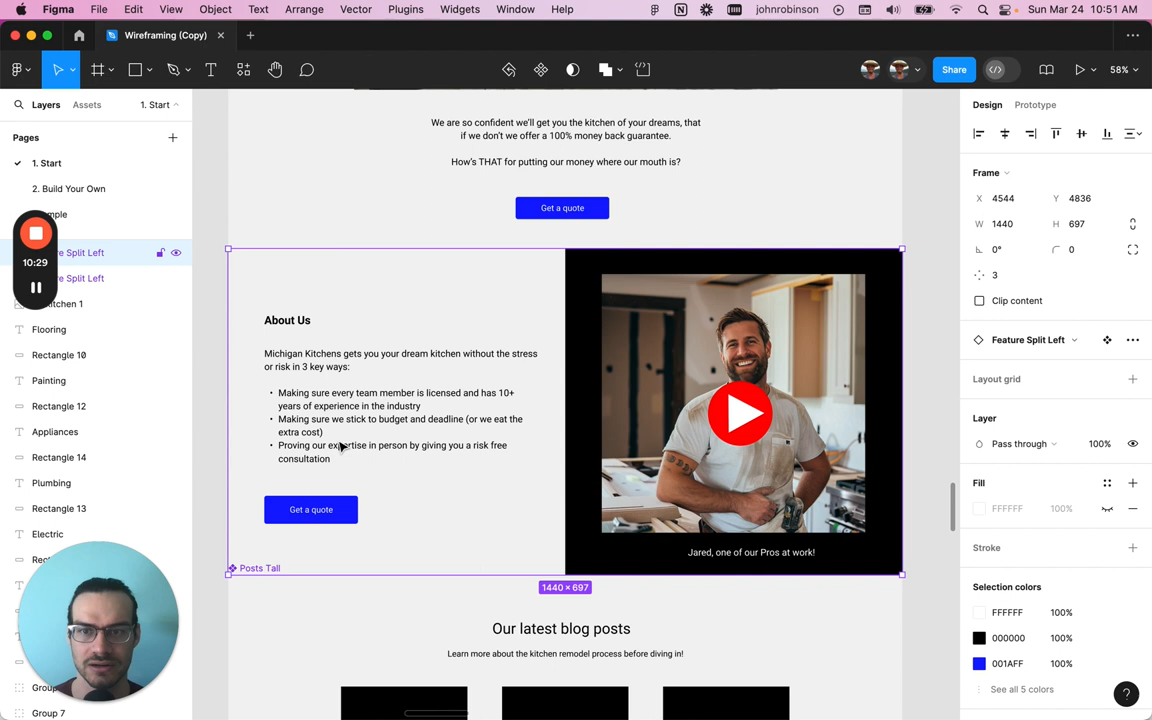 Figma File Edit View Object Text Arrange Vector Plugins Widgets Window Help johnrobinson Sun Mar 24 10:51 AM
Wireframing (Copy)
Share
58%
Layers Assets 1. Start
Pages
1. Start
2. Build Your Own
mple
10:29
re Split Left
re Split Left
itchen 1
Flooring
Rectangle 10
Painting
Rectangle 12
Appliances
Rectangle 14
Plumbing
Rectangle 13
Electric
Rec
Group 7
We are so confident we'll get you the kitchen of your dreams, that
if we don't we offer a 100% money back guarantee.
How's THAT for putting our money where our mouth is?
Get a quote
About Us
Michigan Kitchens gets you your dream kitchen without the stress
or risk in 3 key ways:
• Making sure every team member is licensed and has 10+
years of experience in the industry
• Making sure we stick to budget and deadline (or we eat the
extra cost)
• Proving our expertise in person by giving you a risk free
consultation
Get a quote
Jared, one of our Pros at work!
Posts Tall
1440 × 697
Our latest blog posts
Learn more about the kitchen remodel process before diving in!
Design Prototype
Frame
X 4544 Y 4836
W 1440 H 697
0° 0
3
Clip content
Feature Split Left
Layout grid
Layer
Pass through 100%
Fill
FFFFFF 100%
Stroke
Selection colors
FFFFFF 100%
000000 100%
001AFF 100%
See all 5 colors
?